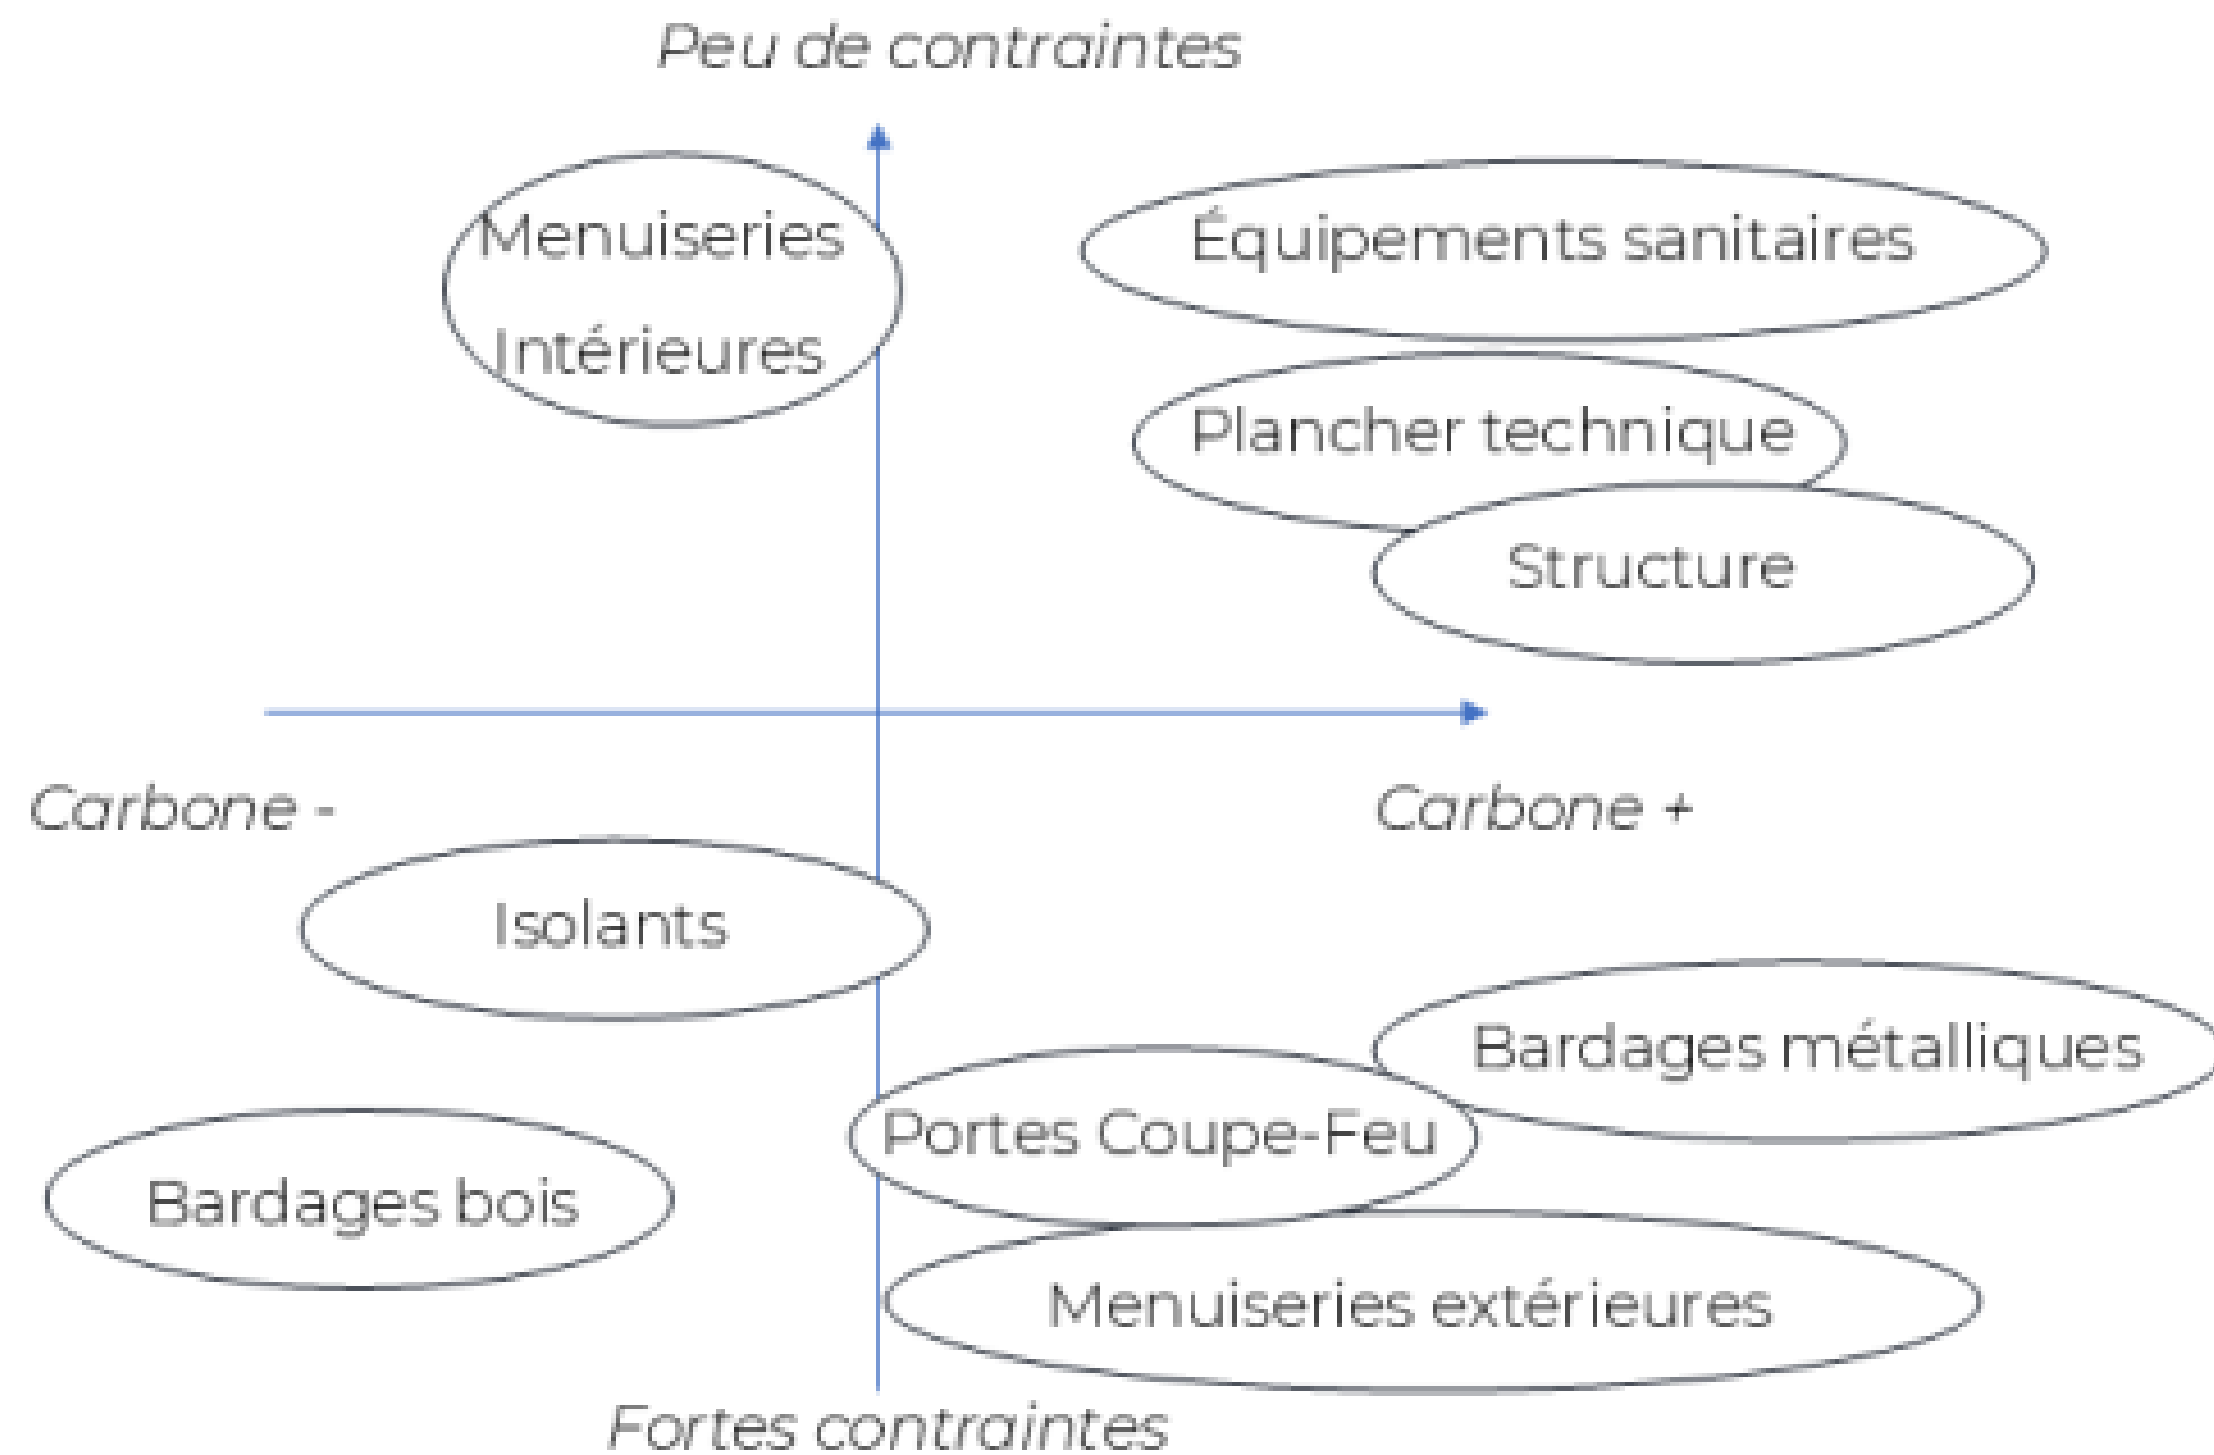 Peu de contraintes
Menuiseries
Intérieures
Équipements sanitaires
Plancher technique
Structure
Carbone -
Carbone +
Isolants
Bardages métalliques
Portes Coupe-Feu
Bardages bois
Menuiseries extérieures
Fortes contraintes